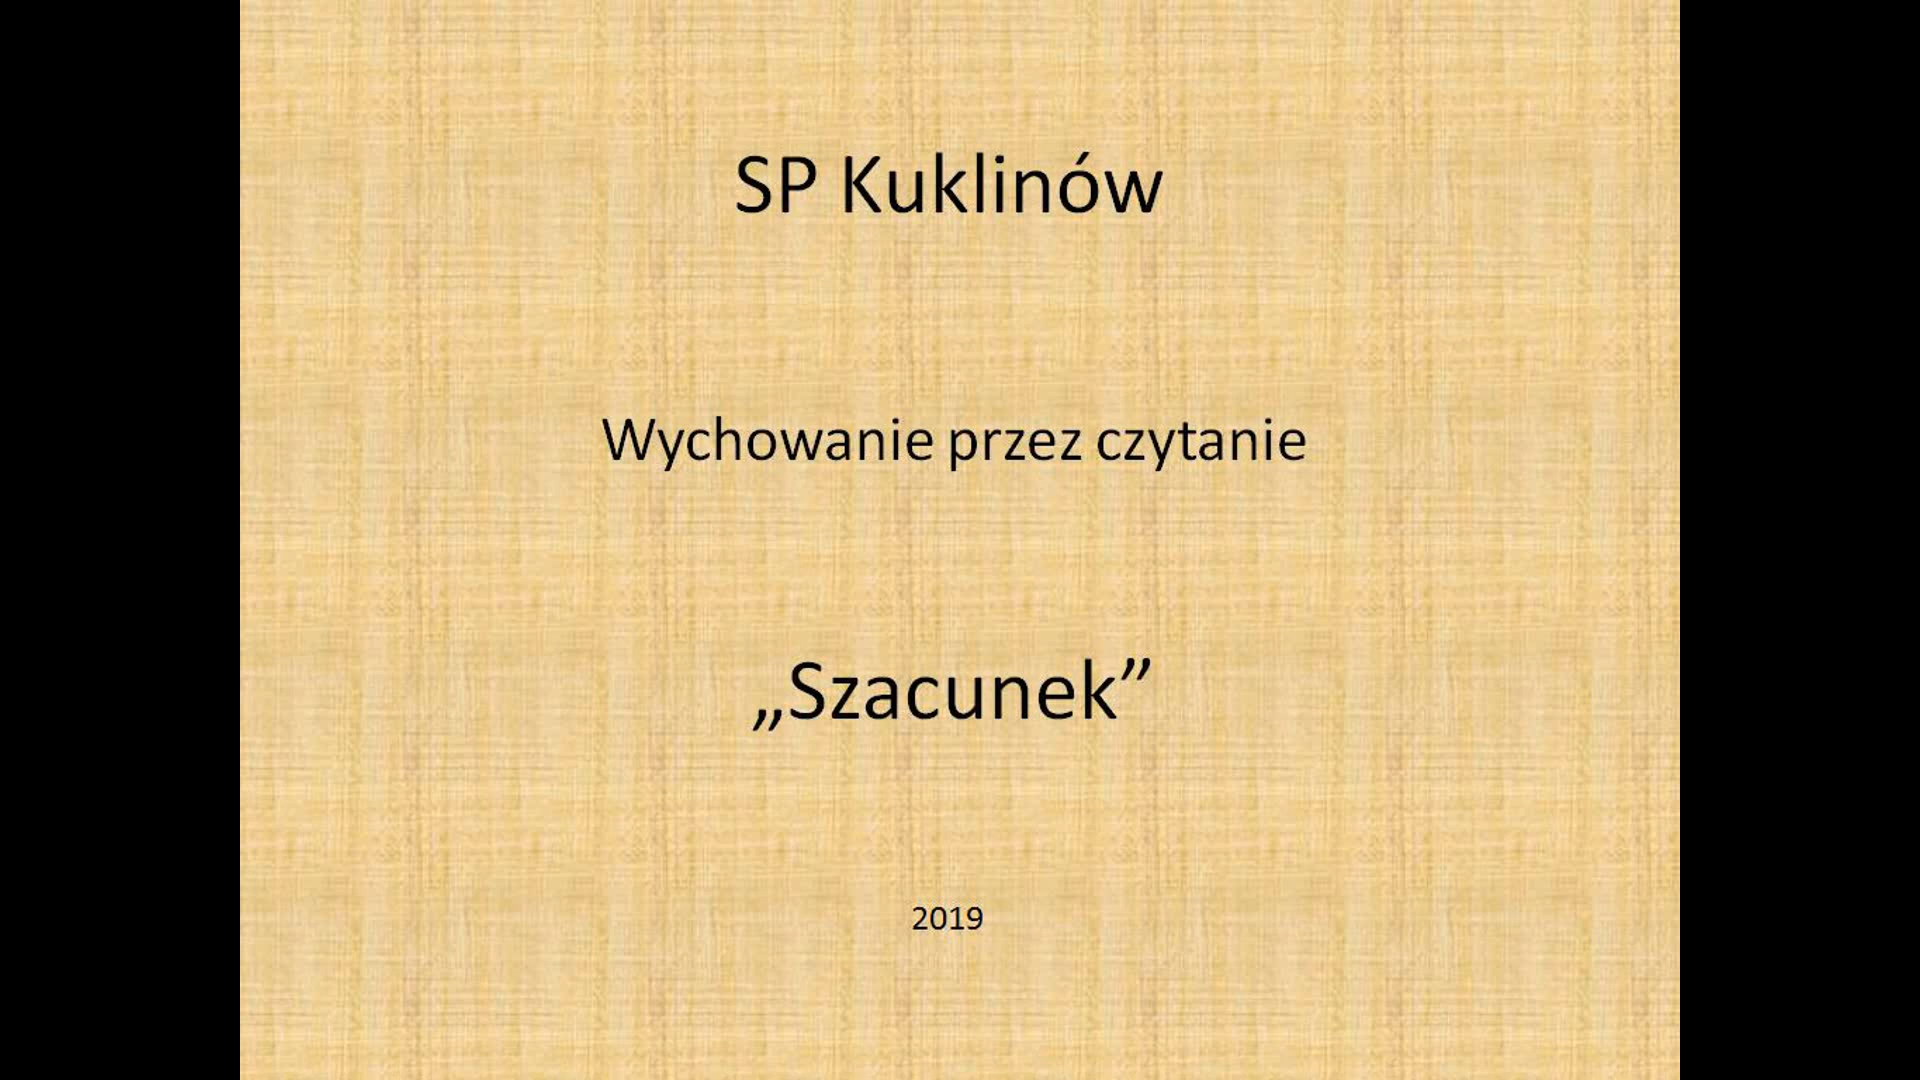 SP Kuklinów
Wychowanie przez czytanie
„Szacunek”
2019